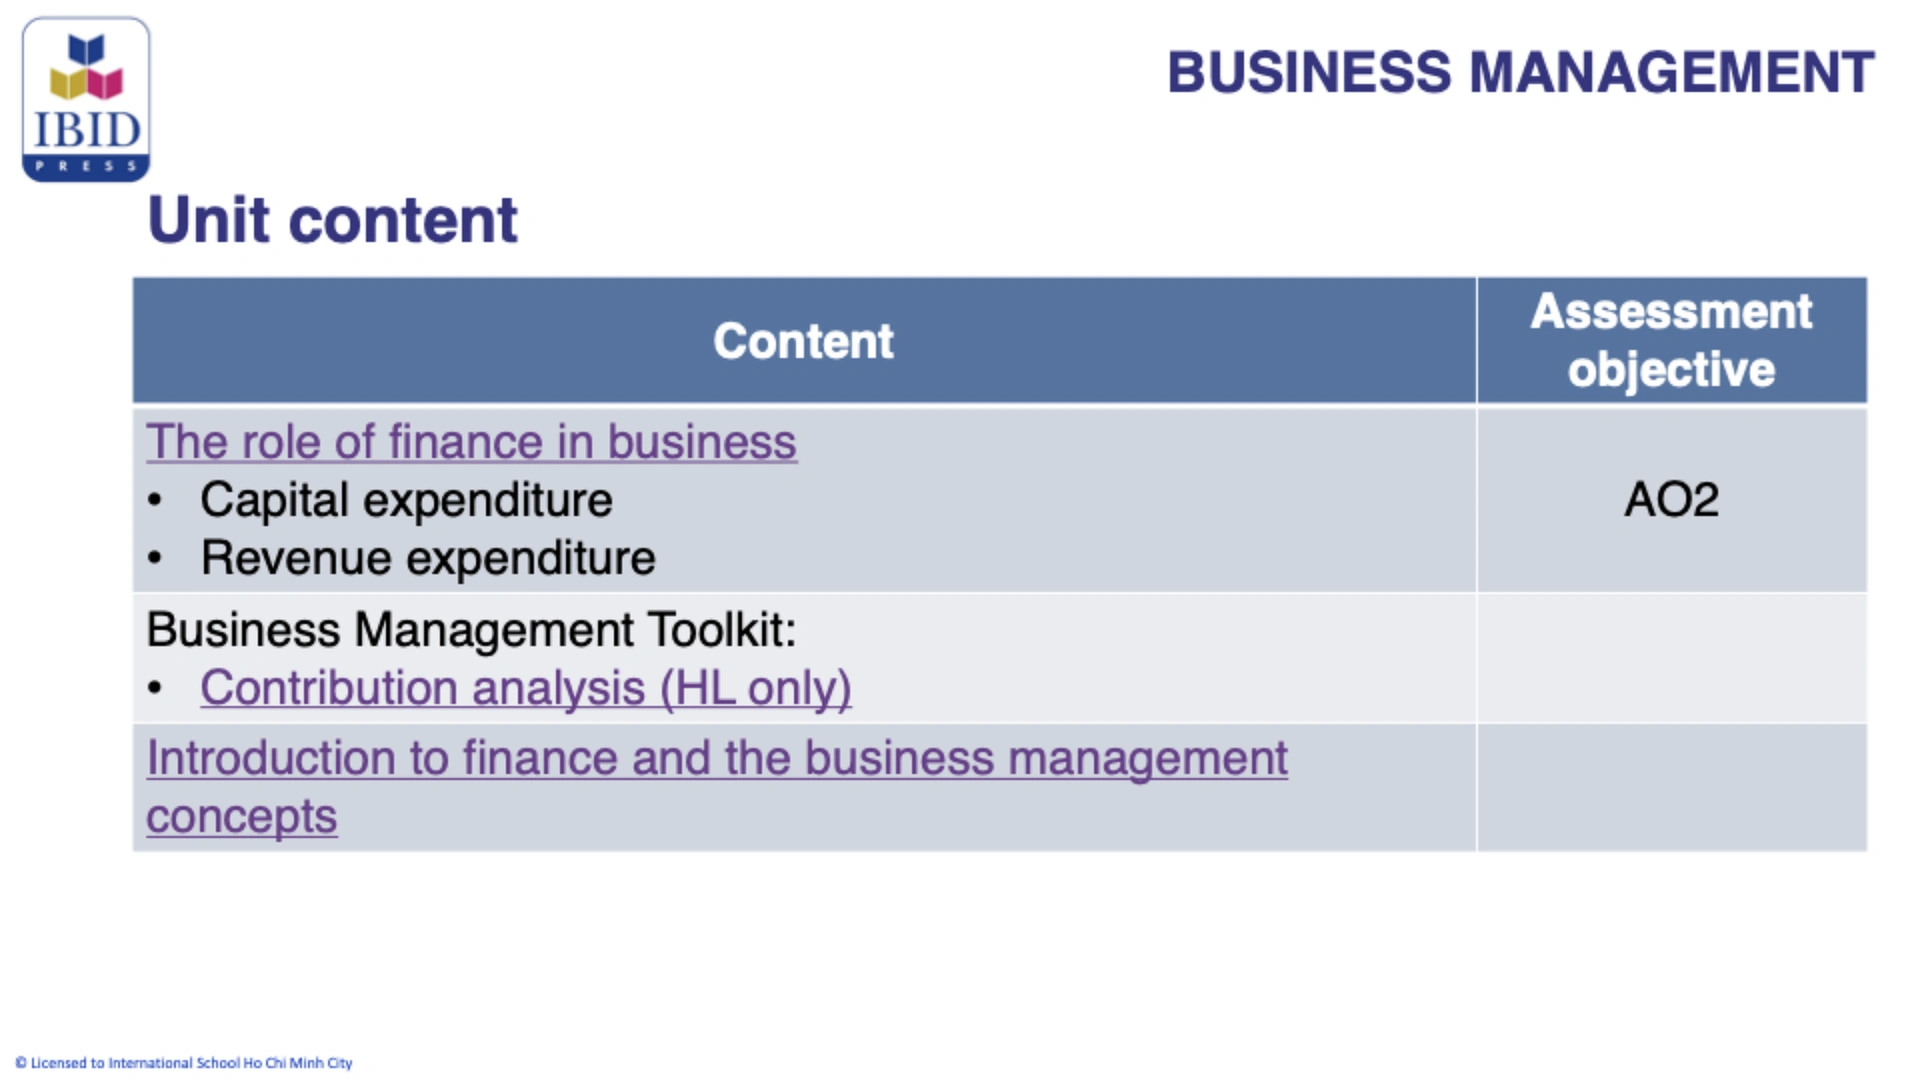 IBID
PRESS
BUSINESS MANAGEMENT
Unit content
Content
Assessment
objective
The role of finance in business
• Capital expenditure
• Revenue expenditure
AO2
Business Management Toolkit:
• Contribution analysis (HL only)
Introduction to finance and the business management
concepts
© Licensed to International School Ho Chi Minh City